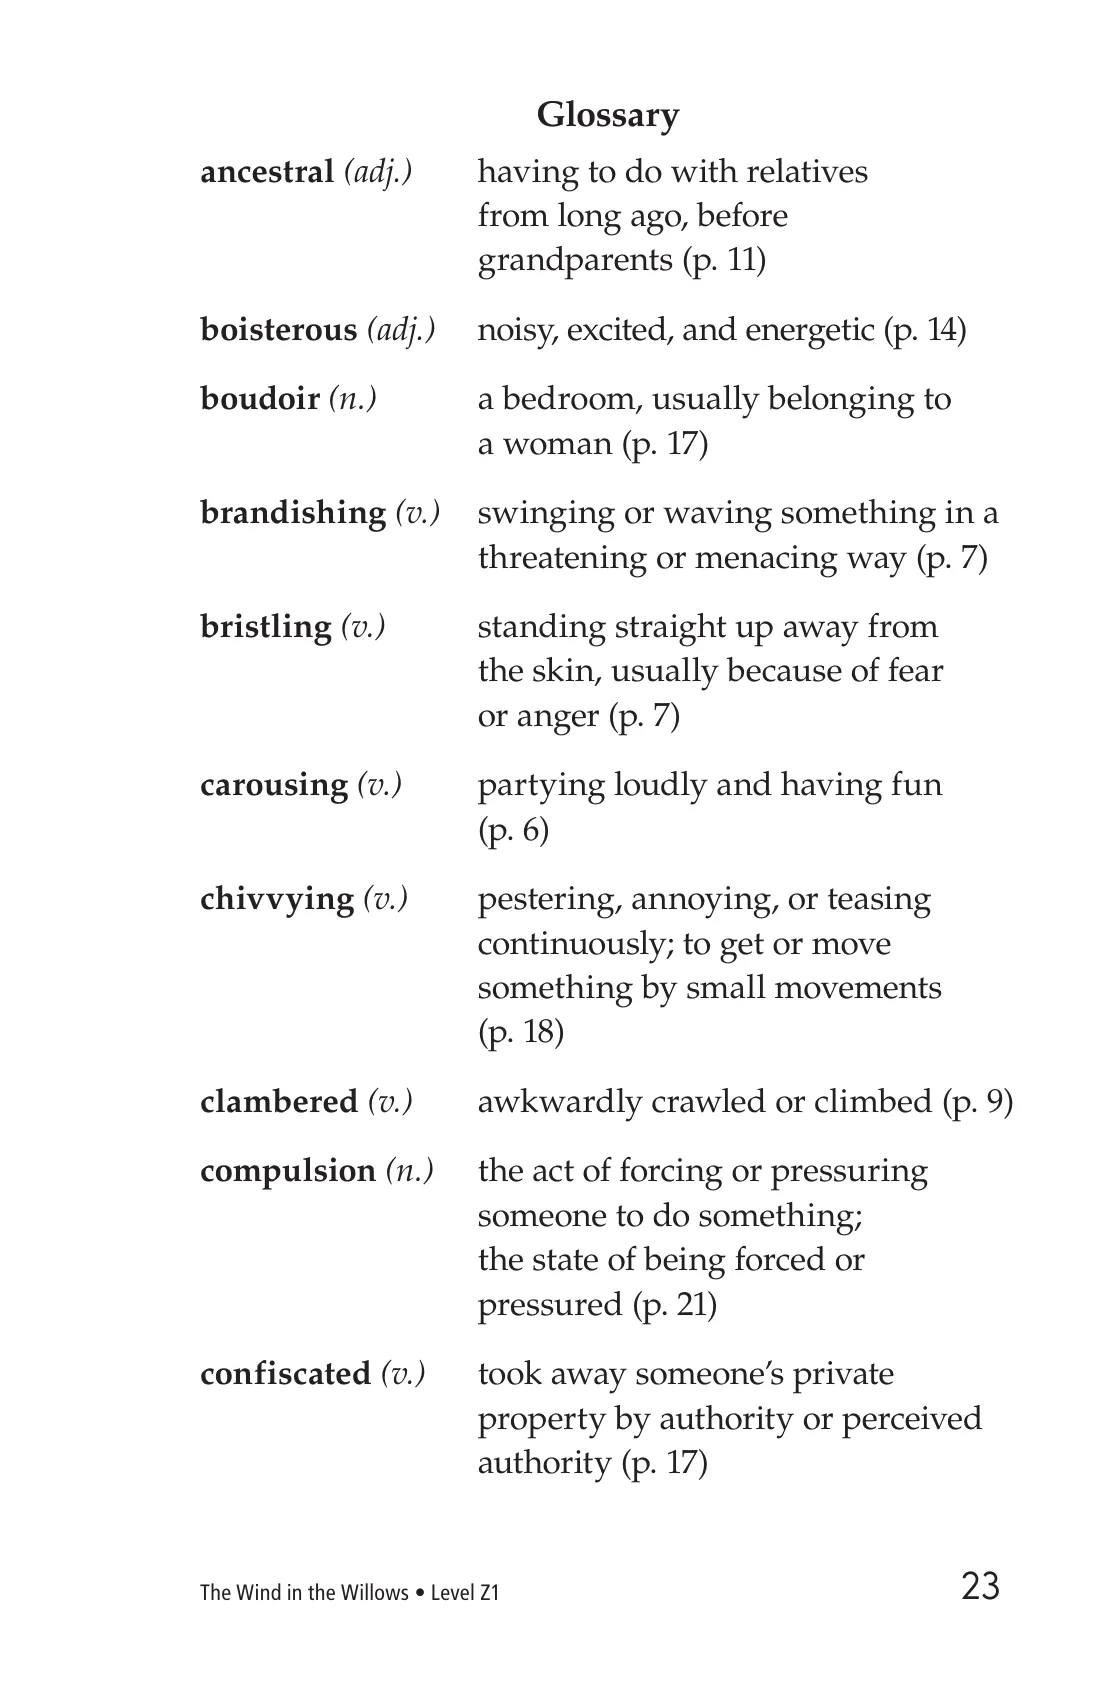 Glossary
ancestral (adj.) having to do with relatives
from long ago, before
grandparents (p. 11)
boisterous (adj.) noisy, excited, and energetic (p. 14)
boudoir (n.) a bedroom, usually belonging to
a woman (p. 17)
brandishing (v.) swinging or waving something in a
threatening or menacing way (p. 7)
bristling (v.) standing straight up away from
the skin, usually because of fear
or anger (p. 7)
carousing (v.) partying loudly and having fun
(p. 6)
chivvying (v.) pestering, annoying, or teasing
continuously; to get or move
something by small movements
(p. 18)
clambered (v.) awkwardly crawled or climbed (p. 9)
compulsion (n.) the act of forcing or pressuring
someone to do something;
the state of being forced or
pressured (p. 21)
confiscated (v.) took away someone’s private
property by authority or perceived
authority (p. 17)
The Wind in the Willows • Level Z1 23